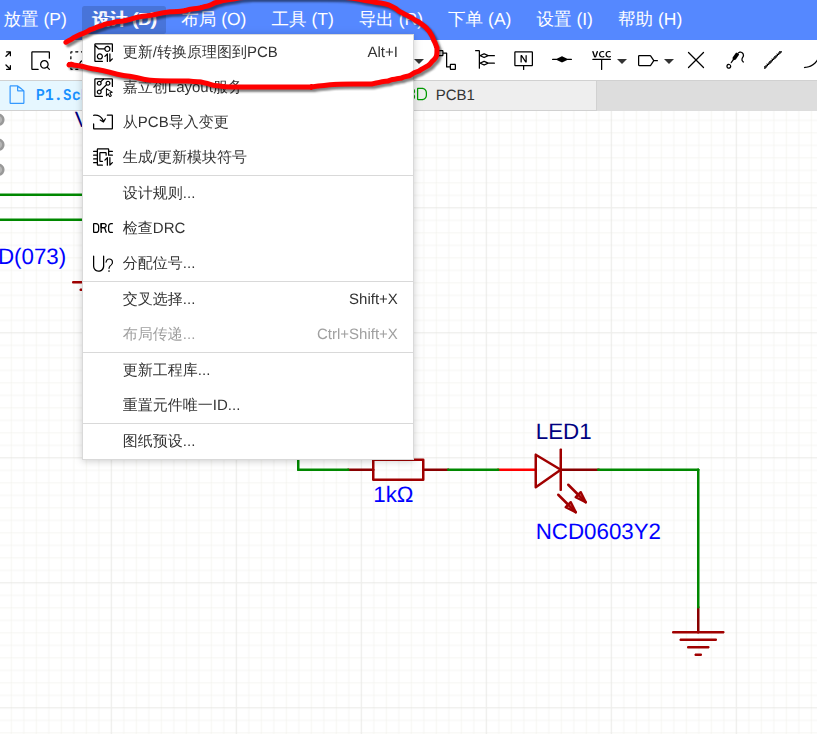 放置 (P) 设计 (D) 布局 (O) 工具 (T) 导出 (R) 下单 (A) 设置 (I) 帮助 (H)
更新/转换原理图到PCB Alt+I
N VCC
嘉立创Layout服务
P1.Sc PCB1
从PCB导入变更
生成/更新模块符号
设计规则...
DRC 检查DRC
D(073)
U? 分配位号...
交叉选择... Shift+X
布局传递... Ctrl+Shift+X
更新工程库...
重置元件唯一ID...
图纸预设...
LED1
1kΩ
NCD0603Y2